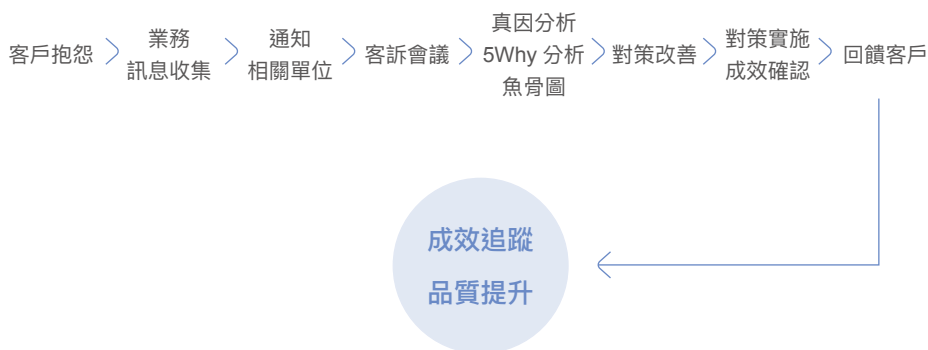 客戶抱怨
業務
訊息收集
通知
相關單位
客訴會議
真因分析
5Why 分析
魚骨圖
對策改善
對策實施
成效確認
回饋客戶
成效追蹤
品質提升